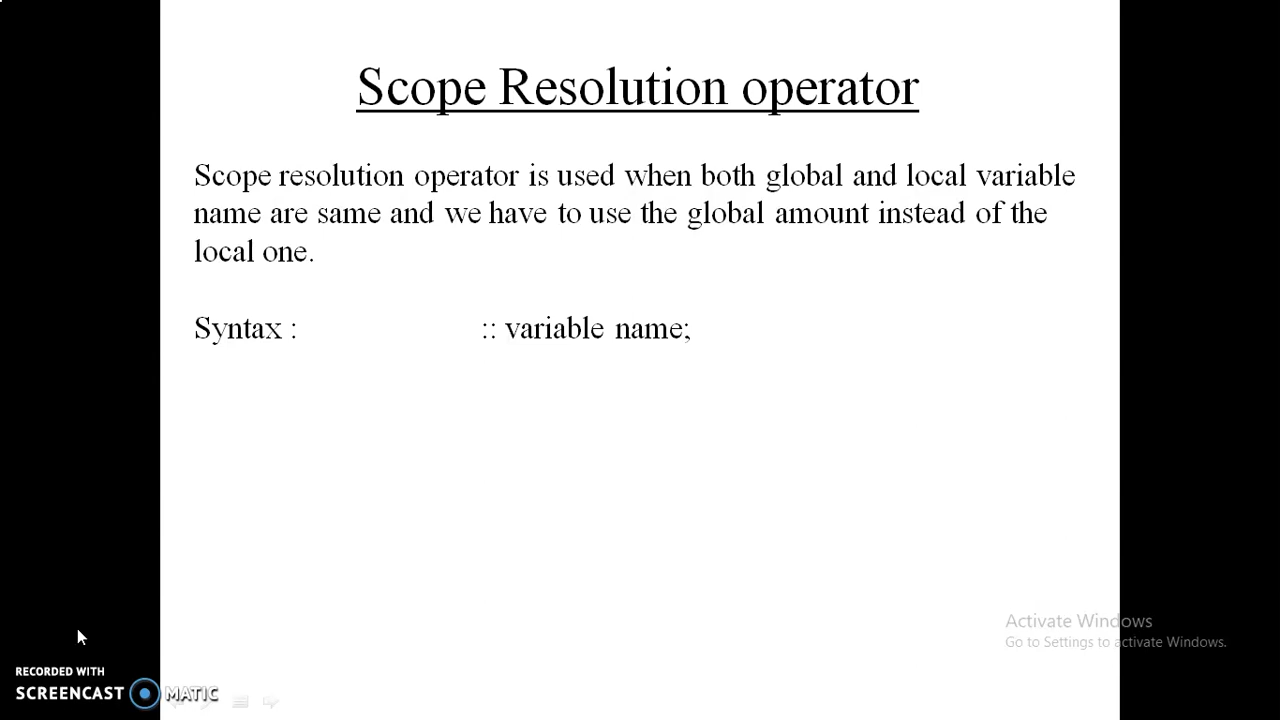 Scope Resolution operator
Scope resolution operator is used when both global and local variable
name are same and we have to use the global amount instead of the
local one.
Syntax : :: variable name;
Activate Windows
Go to Settings to activate Windows.
RECORDED WITH
SCREENCAST MATIC